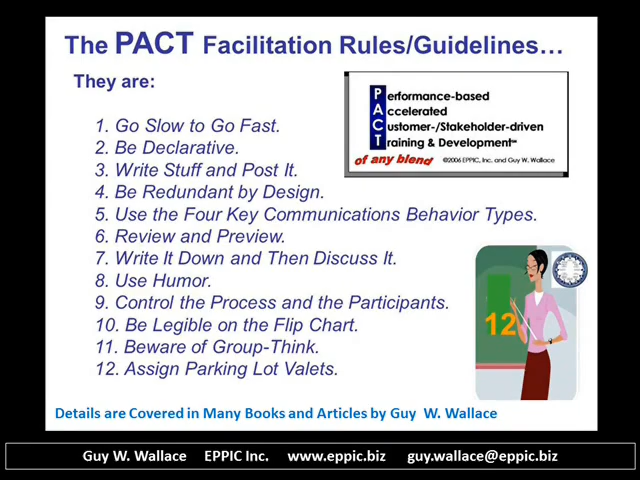 The PACT Facilitation Rules/Guidelines…
They are:
Performance-based
Accelerated
Customer-/Stakeholder-driven
Training & Development℠
of any blend ©2006 EPPIC, Inc. and Guy W. Wallace
1. Go Slow to Go Fast.
2. Be Declarative.
3. Write Stuff and Post It.
4. Be Redundant by Design.
5. Use the Four Key Communications Behavior Types.
6. Review and Preview.
7. Write It Down and Then Discuss It.
8. Use Humor.
9. Control the Process and the Participants.
10. Be Legible on the Flip Chart.
11. Beware of Group-Think.
12. Assign Parking Lot Valets.
12
Details are Covered in Many Books and Articles by Guy W. Wallace
Guy W. Wallace EPPIC Inc. www.eppic.biz guy.wallace@eppic.biz